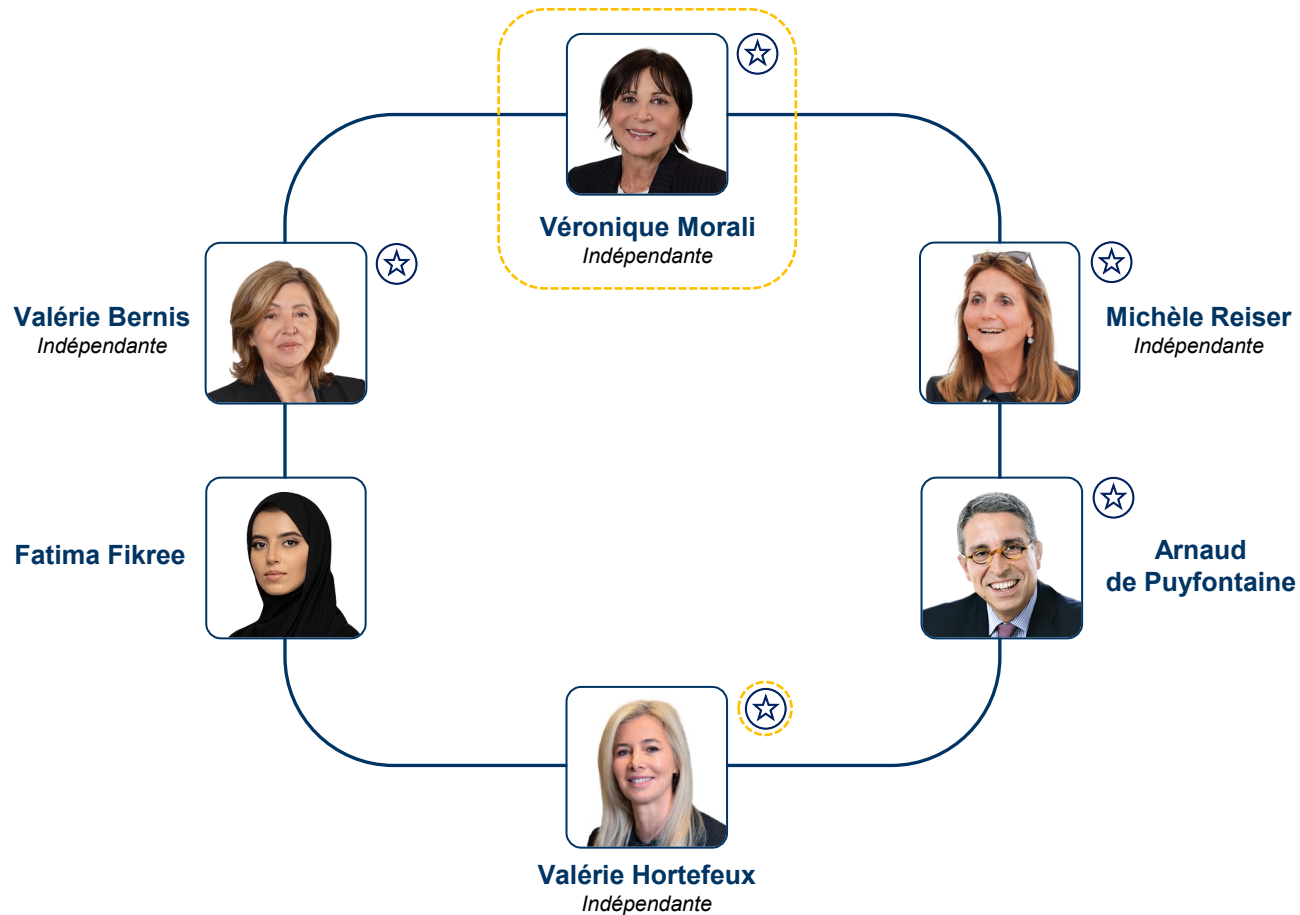 Véronique Morali
Indépendante
Valérie Bernis
Indépendante
Michèle Reiser
Indépendante
Fatima Fikree
Arnaud
de Puyfontaine
Valérie Hortefeux
Indépendante